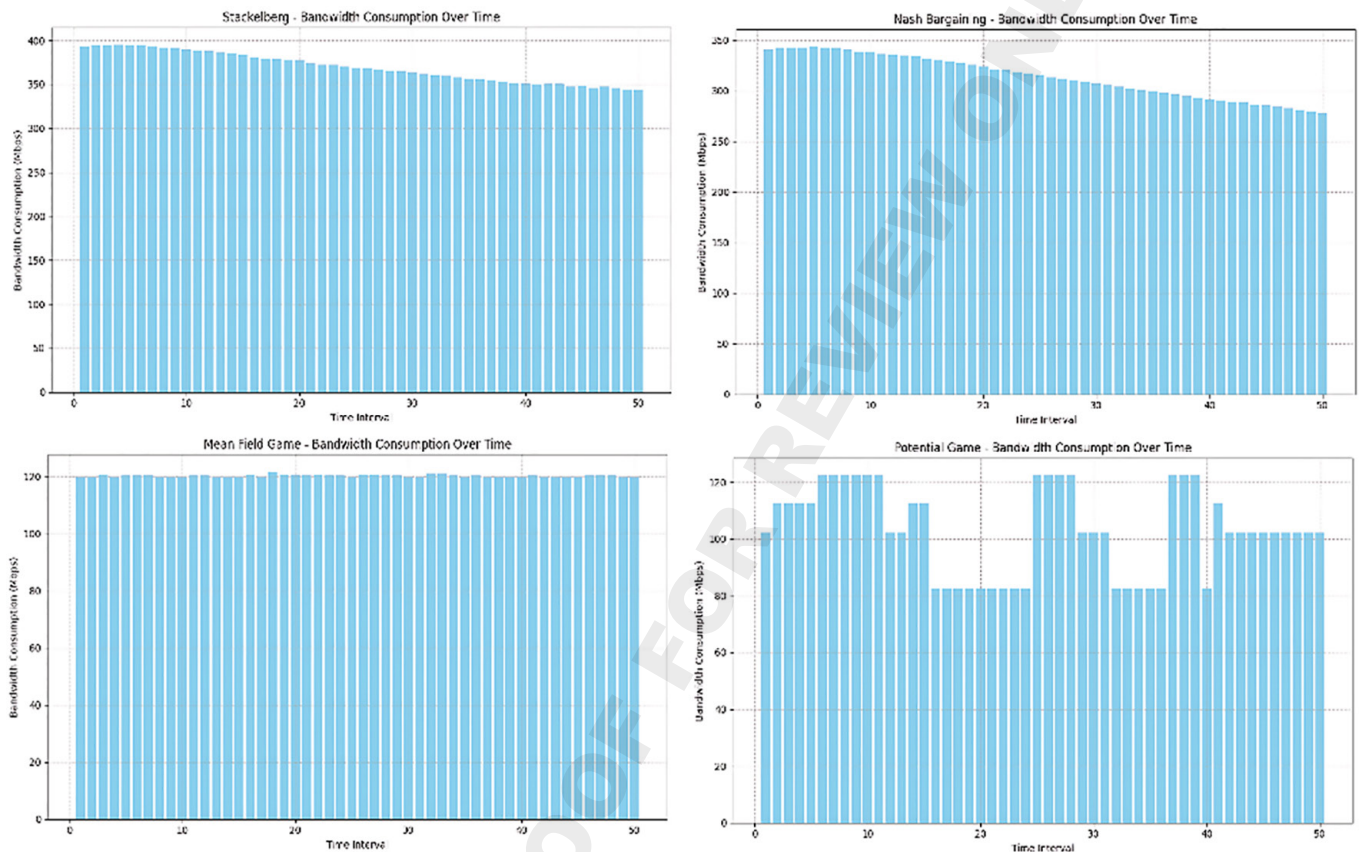 Stackelberg - Bandwidth Consumption Over Time
400
350
300
250
200
150
100
50
0
Bandwidth Consumption (Mbps)
0 10 20 30 40 50
Time Interval
Nash Bargaining - Bandwidth Consumption Over Time
350
300
250
200
150
100
50
0
Bandwidth Consumption (Mbps)
0 10 20 30 40 50
Time Interval
Mean Field Game - Bandwidth Consumption Over Time
120
100
80
60
40
20
0
Bandwidth Consumption (Mbps)
0 10 20 30 40 50
Time Interval
Potential Game - Bandwidth Consumption Over Time
120
100
80
60
40
20
0
Bandwidth Consumption (Mbps)
0 10 20 30 40 50
Time Interval
OOF FOR REVIEW ONL